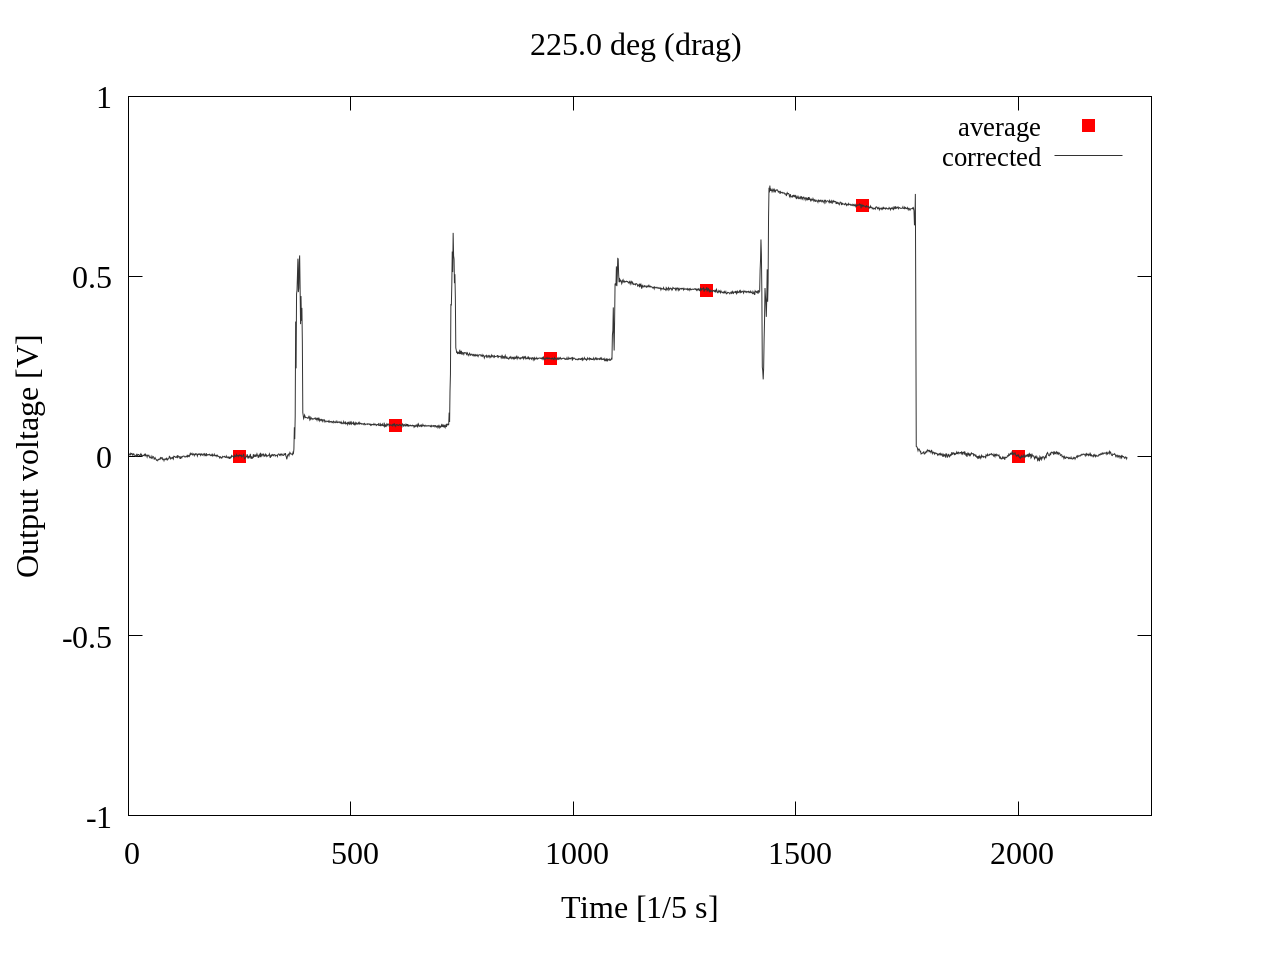 225.0 deg (drag)
1
0.5
0
-0.5
-1
average
corrected
Output voltage [V]
0 500 1000 1500 2000
Time [1/5 s]